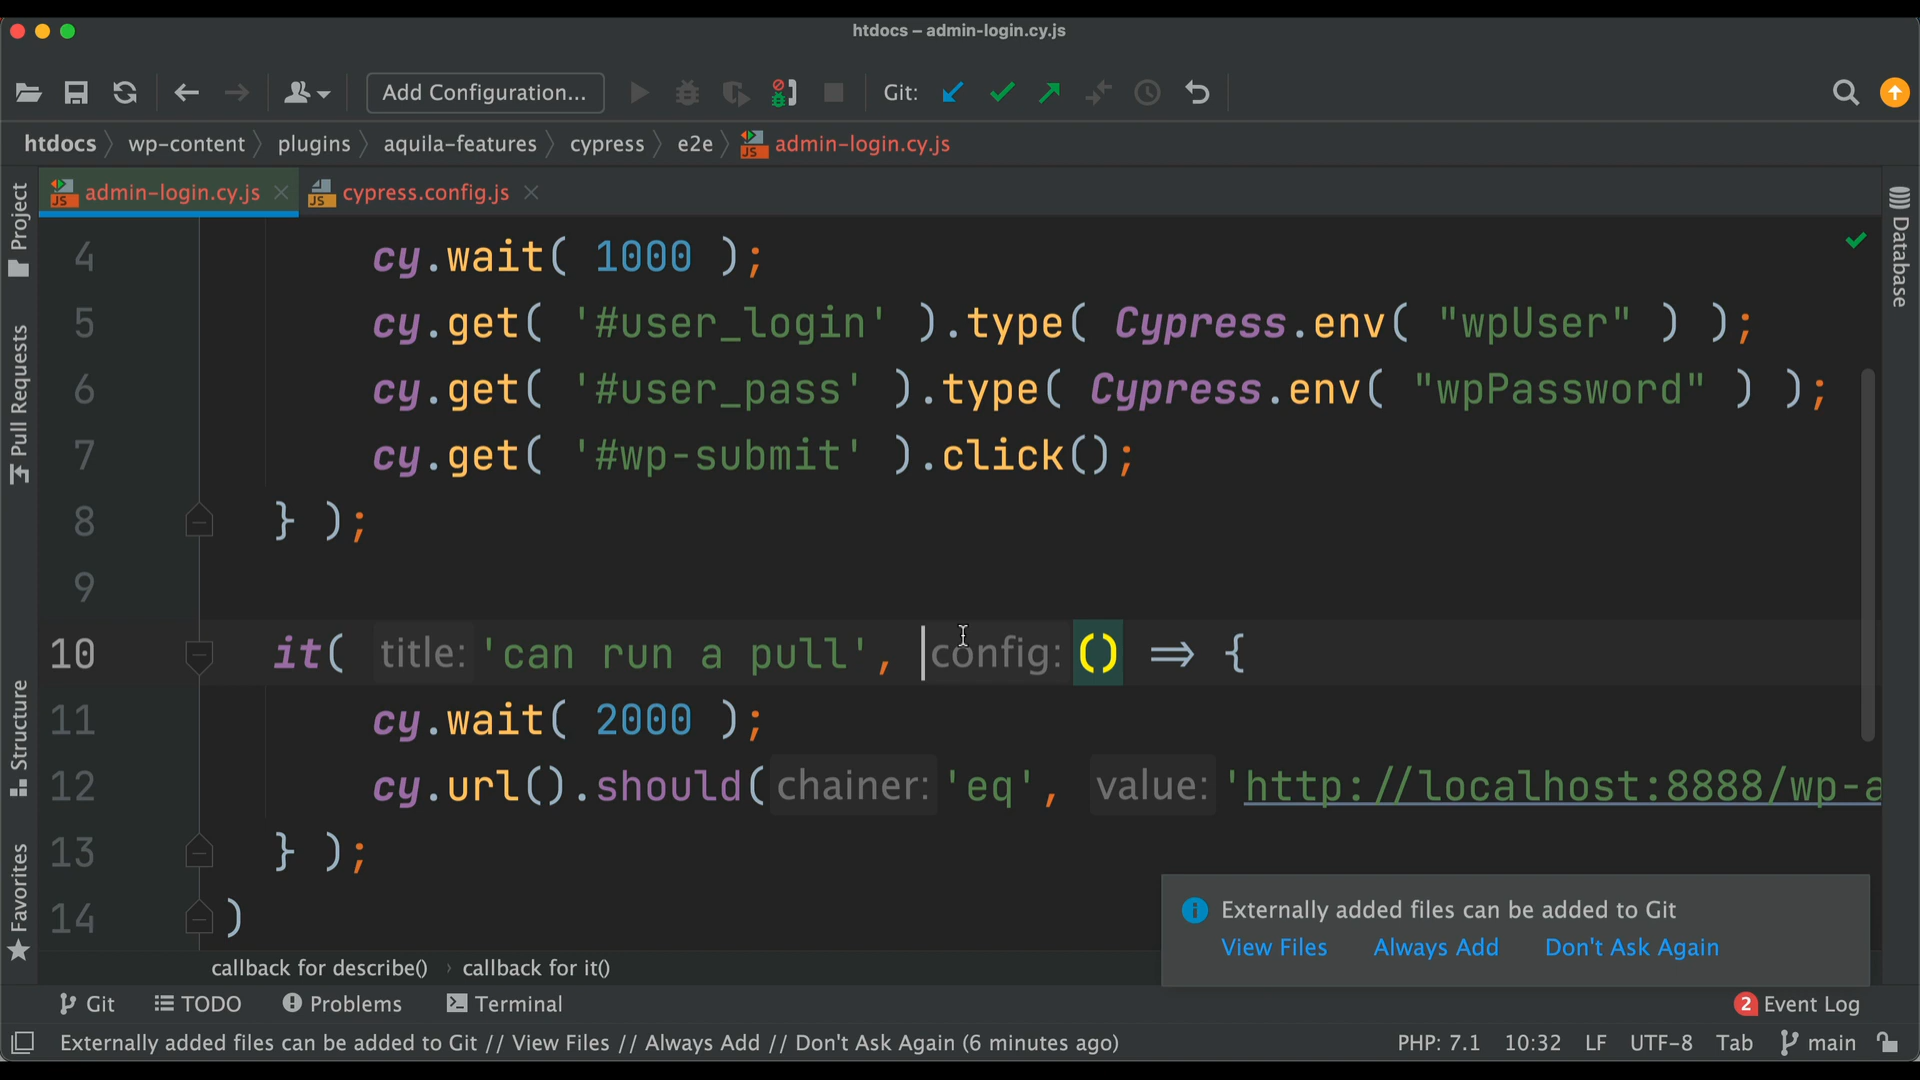 htdocs – admin-login.cy.js
Add Configuration...
Git:
htdocs wp-content plugins aquila-features cypress e2e admin-login.cy.js
admin-login.cy.js cypress.config.js
Project
Pull Requests
Structure
Favorites
Database
4 cy.wait( 1000 );
5 cy.get( '#user_login' ).type( Cypress.env( "wpUser" ) );
6 cy.get( '#user_pass' ).type( Cypress.env( "wpPassword" ) );
7 cy.get( '#wp-submit' ).click();
8 } );
9
10 it( title: 'can run a pull', config: () => {
11 cy.wait( 2000 );
12 cy.url().should( chainer: 'eq', value: 'http://localhost:8888/wp-a
13 } );
14 )
Externally added files can be added to Git
View Files Always Add Don't Ask Again
callback for describe() › callback for it()
Git TODO Problems Terminal 2 Event Log
Externally added files can be added to Git // View Files // Always Add // Don't Ask Again (6 minutes ago) PHP: 7.1 10:32 LF UTF-8 Tab main